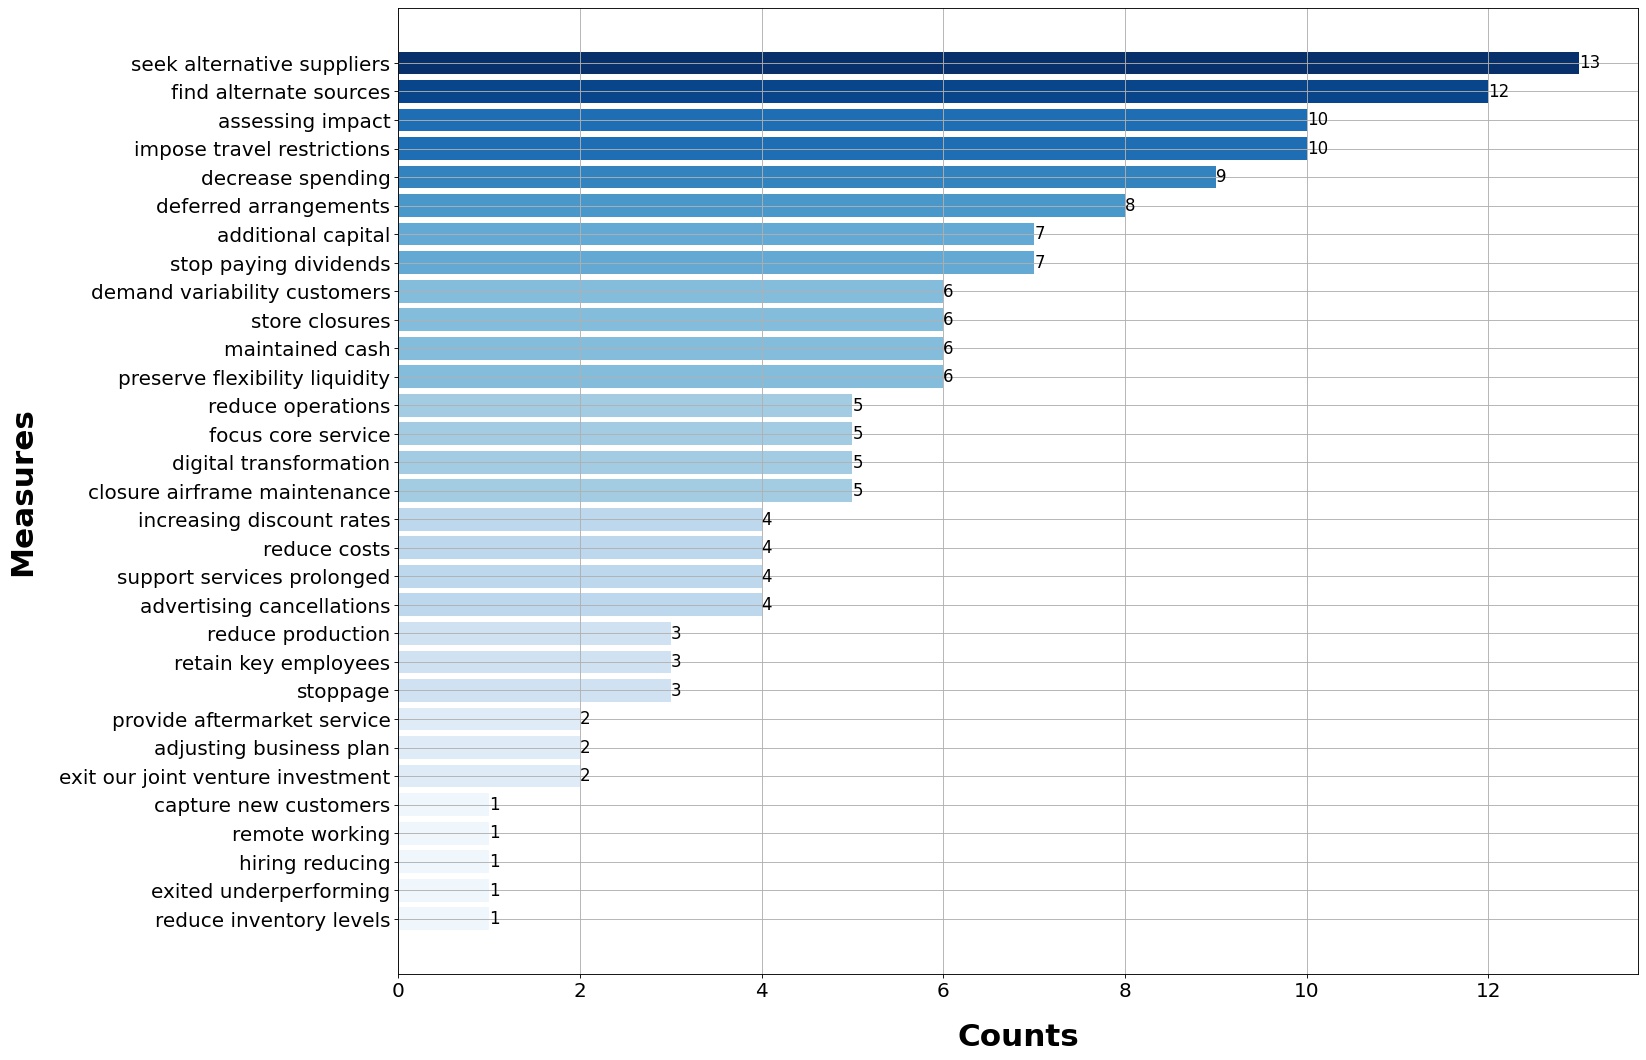 seek alternative suppliers 13
find alternate sources 12
assessing impact 10
impose travel restrictions 10
decrease spending 9
deferred arrangements 8
additional capital 7
stop paying dividends 7
demand variability customers 6
store closures 6
maintained cash 6
preserve flexibility liquidity 6
reduce operations 5
focus core service 5
digital transformation 5
closure airframe maintenance 5
increasing discount rates 4
reduce costs 4
support services prolonged 4
advertising cancellations 4
reduce production 3
retain key employees 3
stoppage 3
provide aftermarket service 2
adjusting business plan 2
exit our joint venture investment 2
capture new customers 1
remote working 1
hiring reducing 1
exited underperforming 1
reduce inventory levels 1
Measures
0 2 4 6 8 10 12
Counts